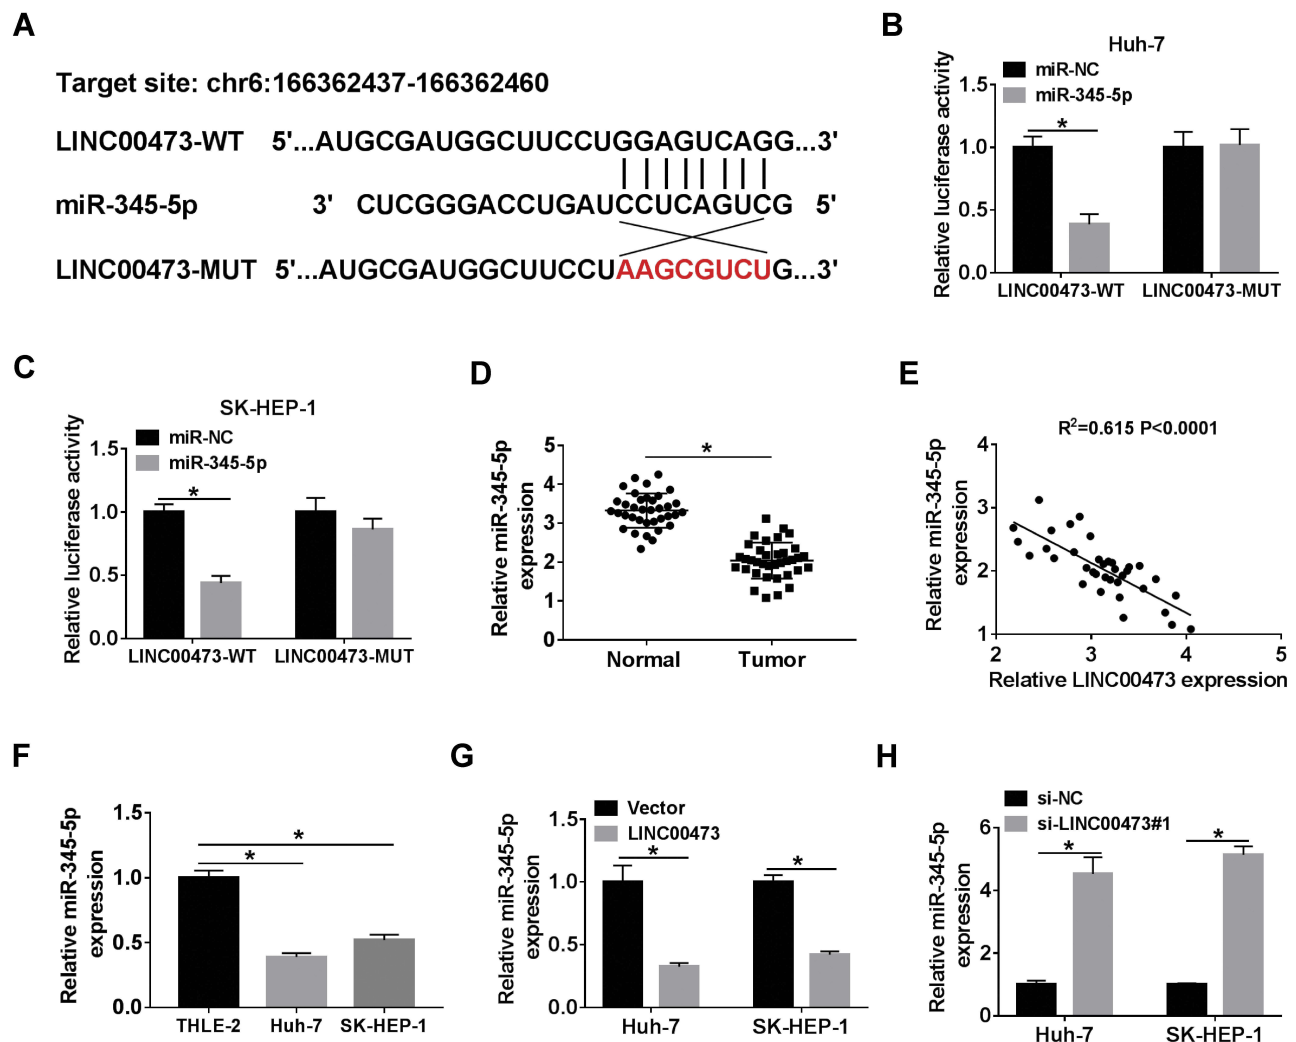 A
Target site: chr6:166362437-166362460
LINC00473-WT 5'...AUGCGAUGGCUUCCUGGAGUCAGG...3'
miR-345-5p 3' CUCGGGACCUGAUCCUCAGUCG 5'
LINC00473-MUT 5'...AUGCGAUGGCUUCCUAAGCGUCUG...3'
B
Huh-7
miR-NC
miR-345-5p
Relative luciferase activity
1.5
1.0
0.5
0.0
*
LINC00473-WT LINC00473-MUT
C
SK-HEP-1
miR-NC
miR-345-5p
Relative luciferase activity
1.5
1.0
0.5
0.0
*
LINC00473-WT LINC00473-MUT
D
Relative miR-345-5p
expression
5
4
3
2
1
0
*
Normal Tumor
E
R2=0.615 P<0.0001
Relative miR-345-5p
expression
4
3
2
1
2 3 4 5
Relative LINC00473 expression
F
Relative miR-345-5p
expression
1.5
1.0
0.5
0.0
*
*
THLE-2 Huh-7 SK-HEP-1
G
Vector
LINC00473
Relative miR-345-5p
expression
1.5
1.0
0.5
0.0
* *
Huh-7 SK-HEP-1
H
si-NC
si-LINC00473#1
Relative miR-345-5p
expression
6
4
2
0
* *
Huh-7 SK-HEP-1